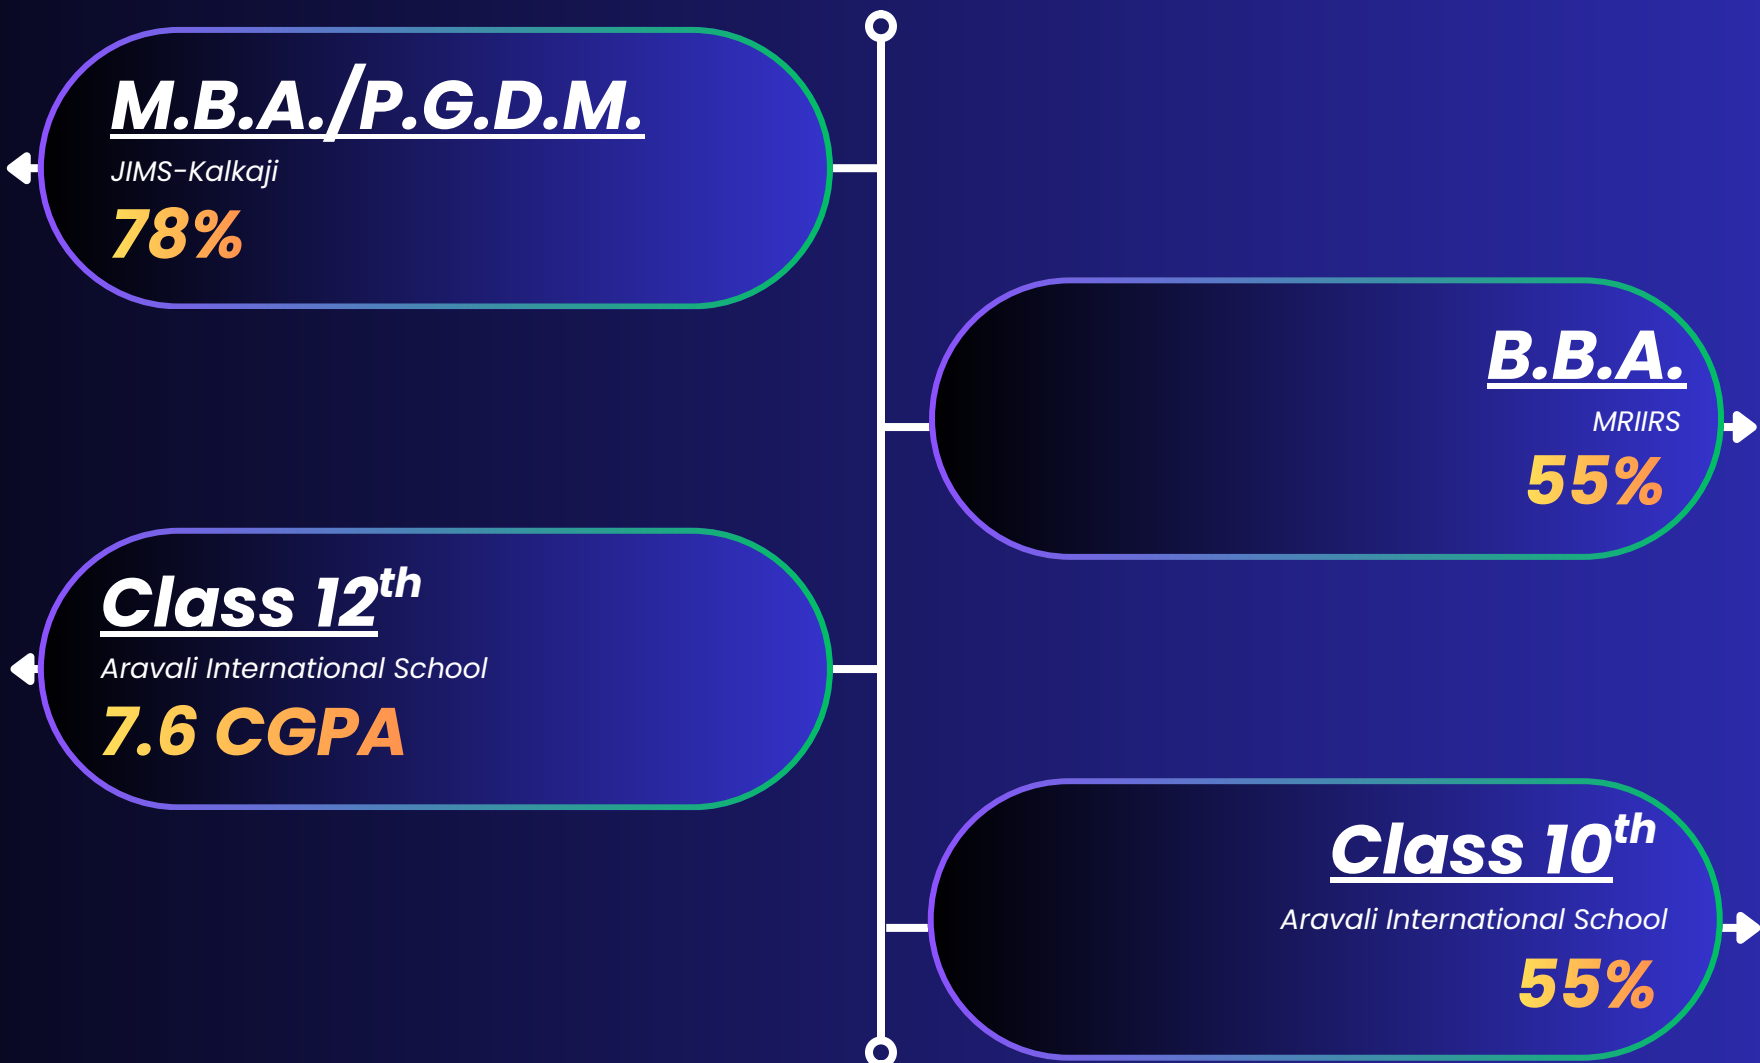 M.B.A./P.G.D.M.
JIMS-Kalkaji
78%
B.B.A.
MRIIRS
55%
Class 12th
Aravali International School
7.6 CGPA
Class 10th
Aravali International School
55%